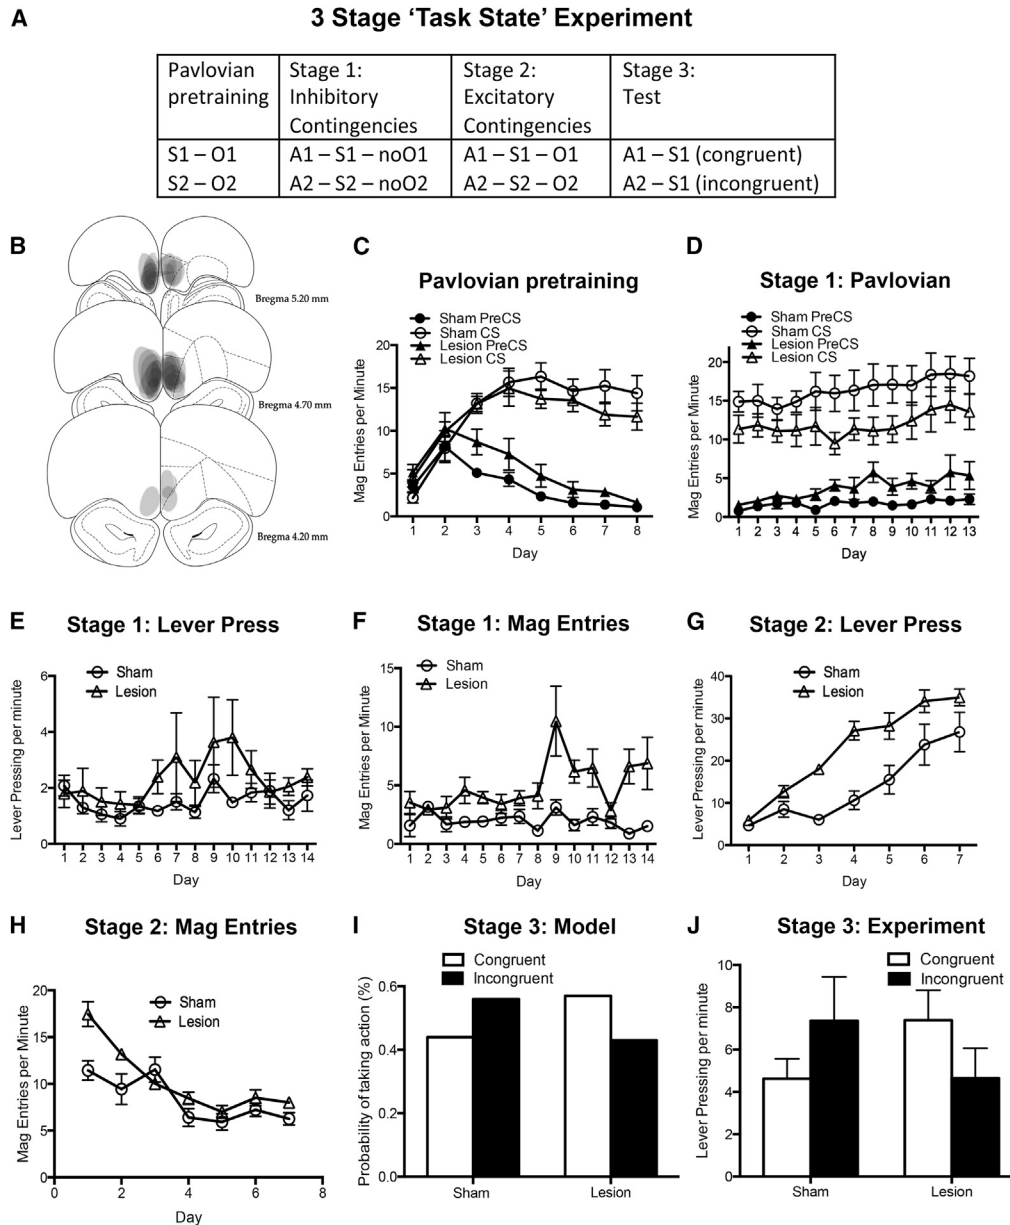 A
3 Stage ‘Task State’ Experiment
Pavlovian pretraining
Stage 1: Inhibitory Contingencies
Stage 2: Excitatory Contingencies
Stage 3: Test
S1 – O1
A1 – S1 – noO1
A1 – S1 – O1
A1 – S1 (congruent)
S2 – O2
A2 – S2 – noO2
A2 – S2 – O2
A2 – S1 (incongruent)
B
Bregma 5.20 mm
Bregma 4.70 mm
Bregma 4.20 mm
C
Pavlovian pretraining
Sham PreCS
Sham CS
Lesion PreCS
Lesion CS
Mag Entries per Minute
20
15
10
5
0
1 2 3 4 5 6 7 8
Day
D
Stage 1: Pavlovian
Sham PreCS
Sham CS
Lesion PreCS
Lesion CS
Mag Entries per Minute
20
15
10
5
0
1 2 3 4 5 6 7 8 9 10 11 12 13
Day
E
Stage 1: Lever Press
Sham
Lesion
Lever Pressing per minute
6
4
2
0
1 2 3 4 5 6 7 8 9 10 11 12 13 14
Day
F
Stage 1: Mag Entries
Sham
Lesion
Mag Entries per Minute
15
10
5
0
1 2 3 4 5 6 7 8 9 10 11 12 13 14
Day
G
Stage 2: Lever Press
Sham
Lesion
Lever Pressing per minute
40
30
20
10
0
1 2 3 4 5 6 7
Day
H
Stage 2: Mag Entries
Sham
Lesion
Mag Entries per Minute
20
15
10
5
0
0 2 4 6 8
Day
I
Stage 3: Model
Congruent
Incongruent
Probability of taking action (%)
0.6
0.4
0.2
0.0
Sham Lesion
J
Stage 3: Experiment
Congruent
Incongruent
Lever Pressing per minute
10
8
6
4
2
0
Sham Lesion